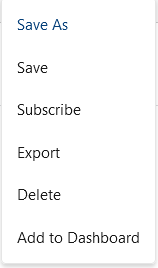 Save As
Save
Subscribe
Export
Delete
Add to Dashboard